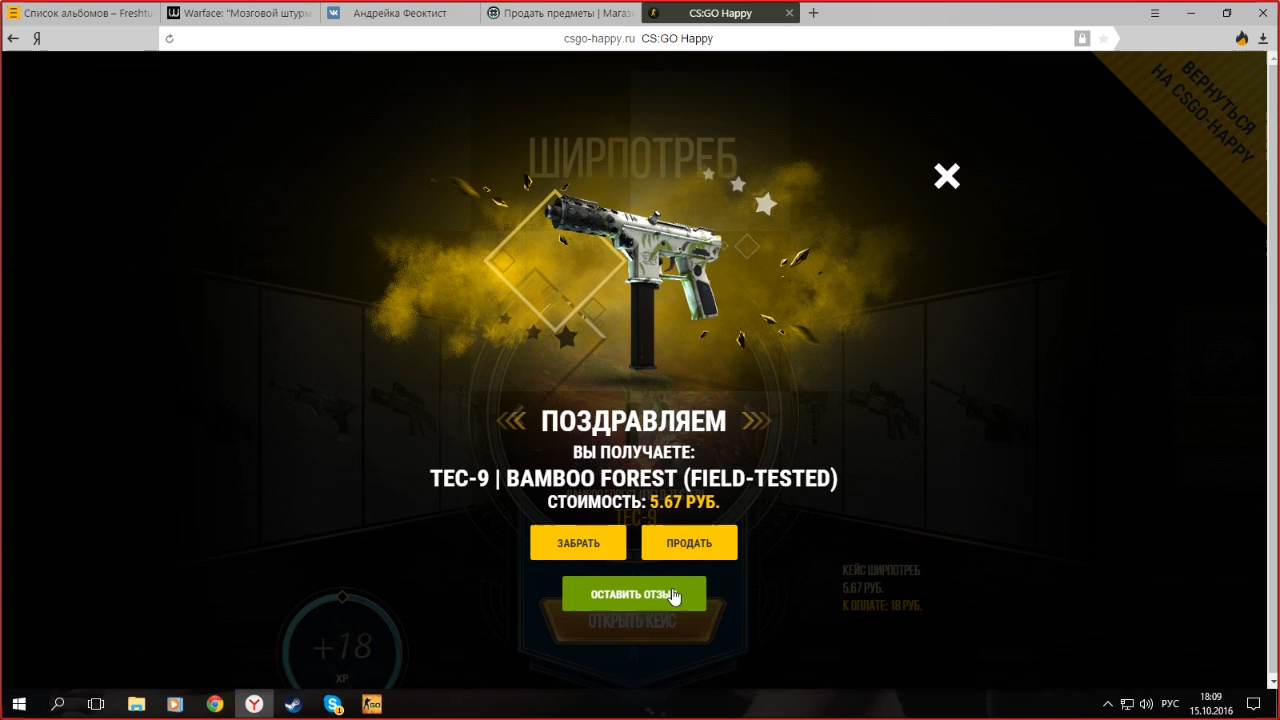 Список альбомов – Freshtu
Warface: "Мозговой штурм
Андрейка Феоктист
Продать предметы | Магаз
CS:GO Happy
csgo-happy.ru CS:GO Happy
ВЕРНУТЬСЯ
НА CSGO-HAPPY
ШИРПОТРЕБ
ПОЗДРАВЛЯЕМ
ВЫ ПОЛУЧАЕТЕ:
TEC-9 | BAMBOO FOREST (FIELD-TESTED)
СТОИМОСТЬ: 5.67 РУБ.
TEC-9
ЗАБРАТЬ
ПРОДАТЬ
ОСТАВИТЬ ОТЗЫ
ОТКРЫТЬ КЕЙС
КЕЙС ШИРПОТРЕБ
5.67 РУБ.
К ОПЛАТЕ: 18 РУБ.
+18
XP
РУС
18:09
15.10.2016